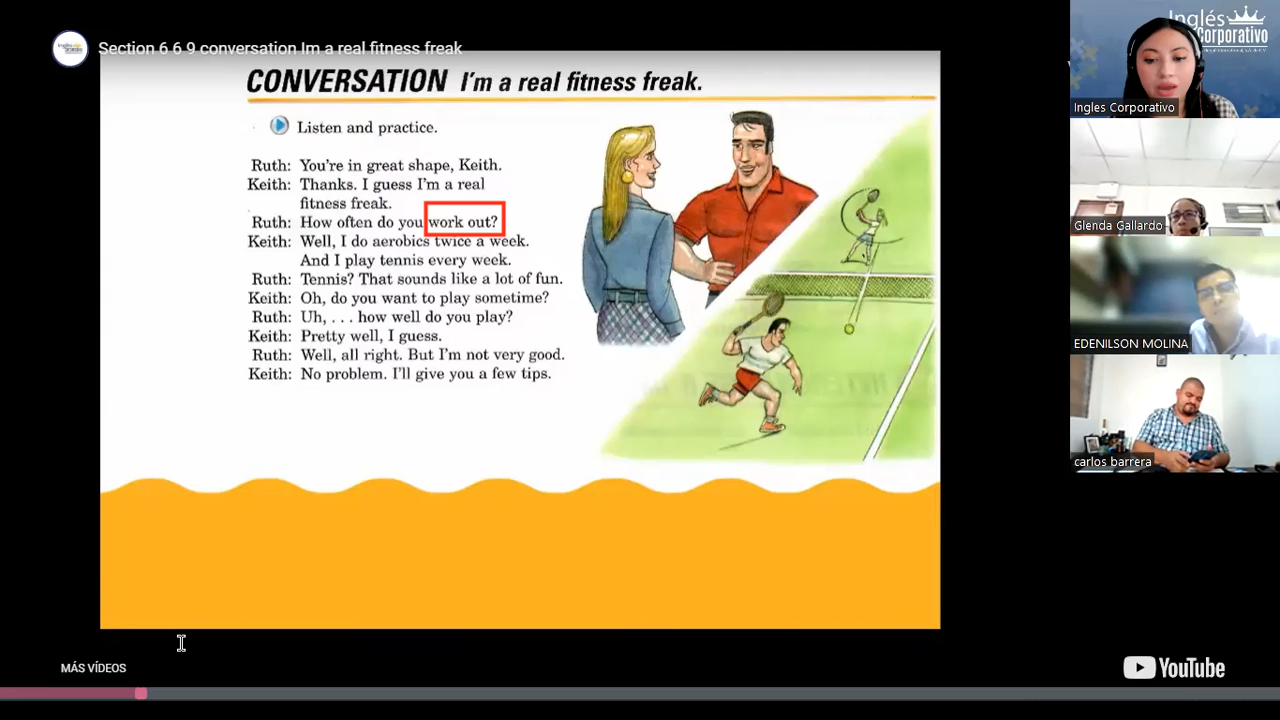 Section 6 6 9 conversation Im a real fitness freak
CONVERSATION I'm a real fitness freak.
Listen and practice.
Ruth: You're in great shape, Keith.
Keith: Thanks. I guess I'm a real
fitness freak.
Ruth: How often do you work out?
Keith: Well, I do aerobics twice a week.
And I play tennis every week.
Ruth: Tennis? That sounds like a lot of fun.
Keith: Oh, do you want to play sometime?
Ruth: Uh, . . . how well do you play?
Keith: Pretty well, I guess.
Ruth: Well, all right. But I'm not very good.
Keith: No problem. I'll give you a few tips.
MÁS VÍDEOS
YouTube
Inglés
Corporativo
Ingles Corporativo
Glenda Gallardo
EDENILSON MOLINA
carlos barrera